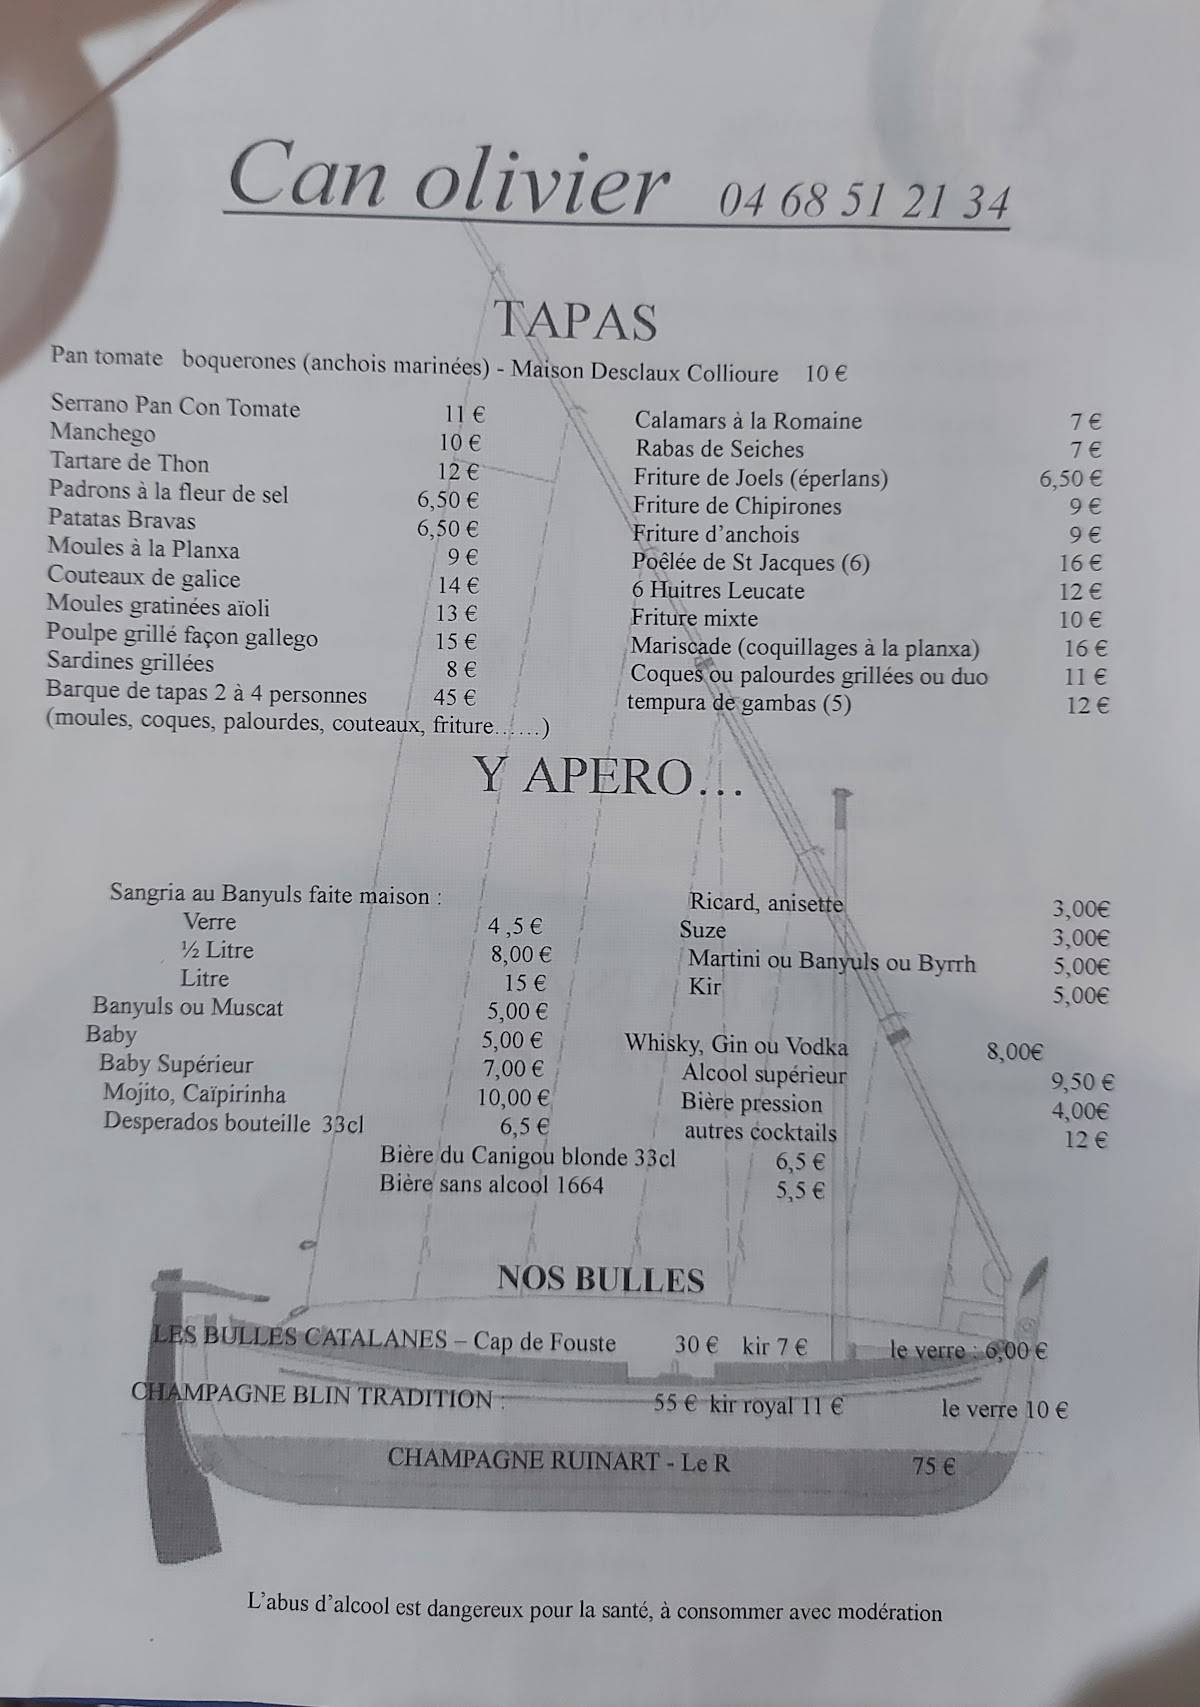 Can olivier 04 68 51 21 34
TAPAS
Pan tomate boquerones (anchois marinées) - Maison Desclaux Collioure 10 €
Serrano Pan Con Tomate 11 €
Manchego 10 €
Tartare de Thon 12 €
Padrons à la fleur de sel 6,50 €
Patatas Bravas 6,50 €
Moules à la Planxa 9 €
Couteaux de galice 14 €
Moules gratinées aïoli 13 €
Poulpe grillé façon gallego 15 €
Sardines grillées 8 €
Barque de tapas 2 à 4 personnes 45 €
(moules, coques, palourdes, couteaux, friture……)
Calamars à la Romaine 7 €
Rabas de Seiches 7 €
Friture de Joels (éperlans) 6,50 €
Friture de Chipirones 9 €
Friture d’anchois 9 €
Poêlée de St Jacques (6) 16 €
6 Huitres Leucate 12 €
Friture mixte 10 €
Mariscade (coquillages à la planxa) 16 €
Coques ou palourdes grillées ou duo 11 €
tempura de gambas (5) 12 €
Y APERO…
Sangria au Banyuls faite maison :
Verre 4 ,5 €
½ Litre 8,00 €
Litre 15 €
Banyuls ou Muscat 5,00 €
Baby 5,00 €
Baby Supérieur 7,00 €
Mojito, Caïpirinha 10,00 €
Desperados bouteille 33cl 6,5 €
Ricard, anisette 3,00€
Suze 3,00€
Martini ou Banyuls ou Byrrh 5,00€
Kir 5,00€
Whisky, Gin ou Vodka 8,00€
Alcool supérieur 9,50 €
Bière pression 4,00€
autres cocktails 12 €
Bière du Canigou blonde 33cl 6,5 €
Bière sans alcool 1664 5,5 €
NOS BULLES
LES BULLES CATALANES – Cap de Fouste 30 € kir 7 € le verre : 6,00 €
CHAMPAGNE BLIN TRADITION : 55 € kir royal 11 € le verre 10 €
CHAMPAGNE RUINART - Le R 75 €
L’abus d’alcool est dangereux pour la santé, à consommer avec modération